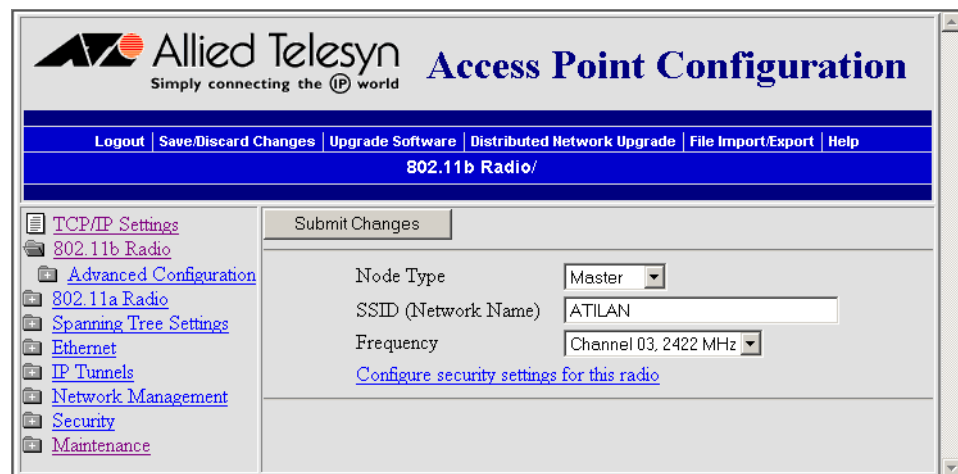 Allied Telesyn
Simply connecting the IP world
Access Point Configuration
Logout | Save/Discard Changes | Upgrade Software | Distributed Network Upgrade | File Import/Export | Help
802.11b Radio/
TCP/IP Settings
802.11b Radio
Advanced Configuration
802.11a Radio
Spanning Tree Settings
Ethernet
IP Tunnels
Network Management
Security
Maintenance
Submit Changes
Node Type Master
SSID (Network Name) ATILAN
Frequency Channel 03, 2422 MHz
Configure security settings for this radio